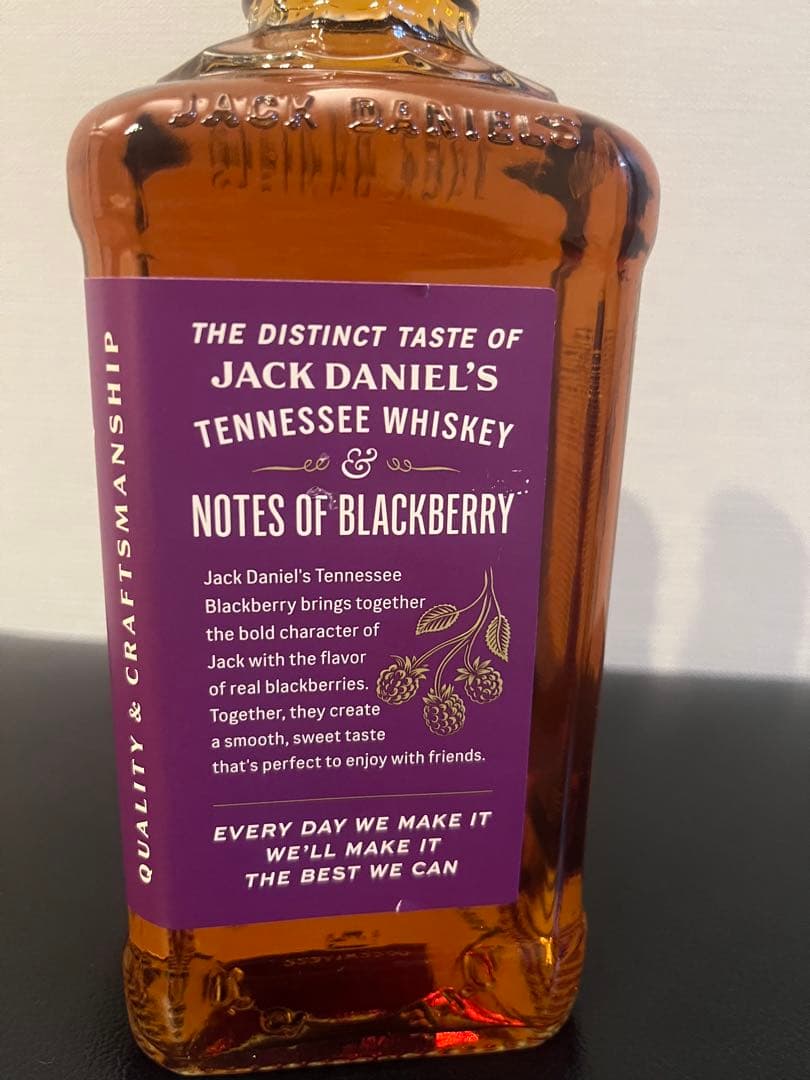 JACK DANIEL'S
THE DISTINCT TASTE OF
JACK DANIEL'S
TENNESSEE WHISKEY
&
NOTES OF BLACKBERRY
Jack Daniel's Tennessee
Blackberry brings together
the bold character of
Jack with the flavor
of real blackberries.
Together, they create
a smooth, sweet taste
that's perfect to enjoy with friends.
EVERY DAY WE MAKE IT
WE'LL MAKE IT
THE BEST WE CAN
QUALITY & CRAFTSMANSHIP